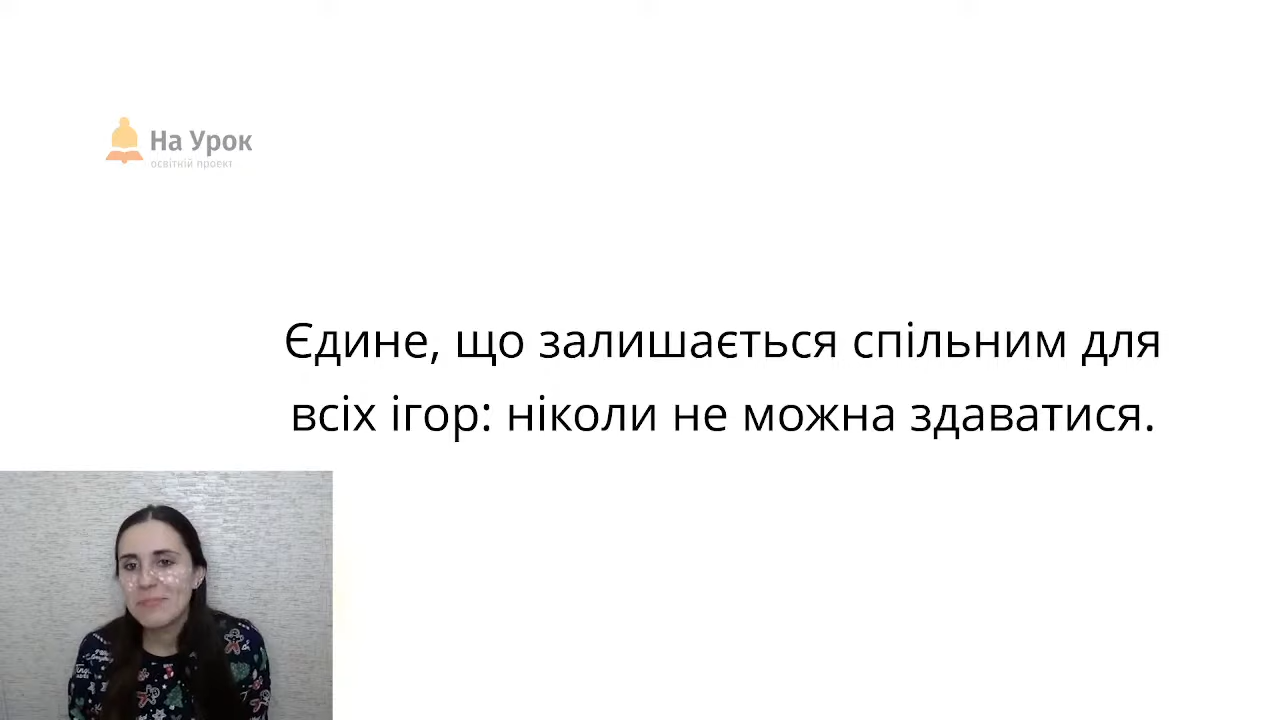 На Урок
освітній проект
Єдине, що залишається спільним для
всіх ігор: ніколи не можна здаватися.